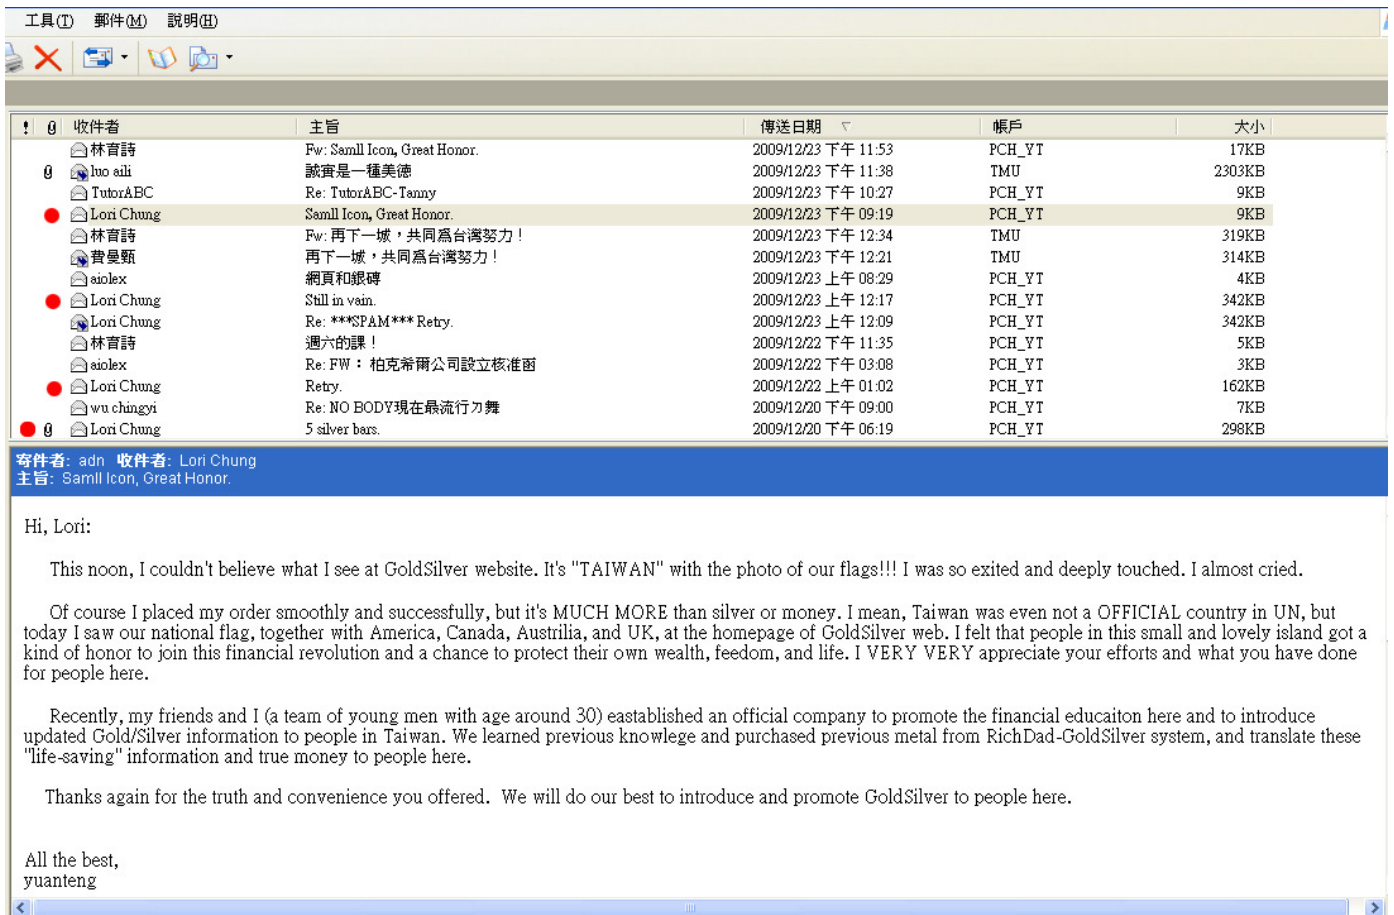 工具(T) 郵件(M) 說明(H)
! 收件者 主旨 傳送日期 帳戶 大小
林育詩 Fw: Samll Icon, Great Honor. 2009/12/23 下午 11:53 PCH_YT 17KB
luo aili 誠實是一種美德 2009/12/23 下午 11:38 TMU 2303KB
TutorABC Re: TutorABC-Tanny 2009/12/23 下午 10:27 PCH_YT 9KB
Lori Chung Samll Icon, Great Honor. 2009/12/23 下午 09:19 PCH_YT 9KB
林育詩 Fw: 再下一城，共同為台灣努力！ 2009/12/23 下午 12:34 TMU 319KB
費曼甄 再下一城，共同為台灣努力！ 2009/12/23 下午 12:21 TMU 314KB
aiolex 網頁和銀磚 2009/12/23 上午 08:29 PCH_YT 4KB
Lori Chung Still in vain. 2009/12/23 上午 12:17 PCH_YT 342KB
Lori Chung Re: ***SPAM*** Retry. 2009/12/23 上午 12:09 PCH_YT 342KB
林育詩 週六的課！ 2009/12/22 下午 11:35 PCH_YT 5KB
aiolex Re: FW： 柏克希爾公司設立核准函 2009/12/22 下午 03:08 PCH_YT 3KB
Lori Chung Retry. 2009/12/22 上午 01:02 PCH_YT 162KB
wu chingyi Re: NO BODY現在最流行ㄉ舞 2009/12/20 下午 09:00 PCH_YT 7KB
Lori Chung 5 silver bars. 2009/12/20 下午 06:19 PCH_YT 298KB
寄件者: adn 收件者: Lori Chung
主旨: Samll Icon, Great Honor.
Hi, Lori:
This noon, I couldn't believe what I see at GoldSilver website. It's "TAIWAN" with the photo of our flags!!! I was so exited and deeply touched. I almost cried.
Of course I placed my order smoothly and successfully, but it's MUCH MORE than silver or money. I mean, Taiwan was even not a OFFICIAL country in UN, but
today I saw our national flag, together with America, Canada, Austrilia, and UK, at the homepage of GoldSilver web. I felt that people in this small and lovely island got a
kind of honor to join this financial revolution and a chance to protect their own wealth, feedom, and life. I VERY VERY appreciate your efforts and what you have done
for people here.
Recently, my friends and I (a team of young men with age around 30) eastablished an official company to promote the financial educaiton here and to introduce
updated Gold/Silver information to people in Taiwan. We learned previous knowlege and purchased previous metal from RichDad-GoldSilver system, and translate these
"life-saving" information and true money to people here.
Thanks again for the truth and convenience you offered.  We will do our best to introduce and promote GoldSilver to people here.
All the best,
yuanteng